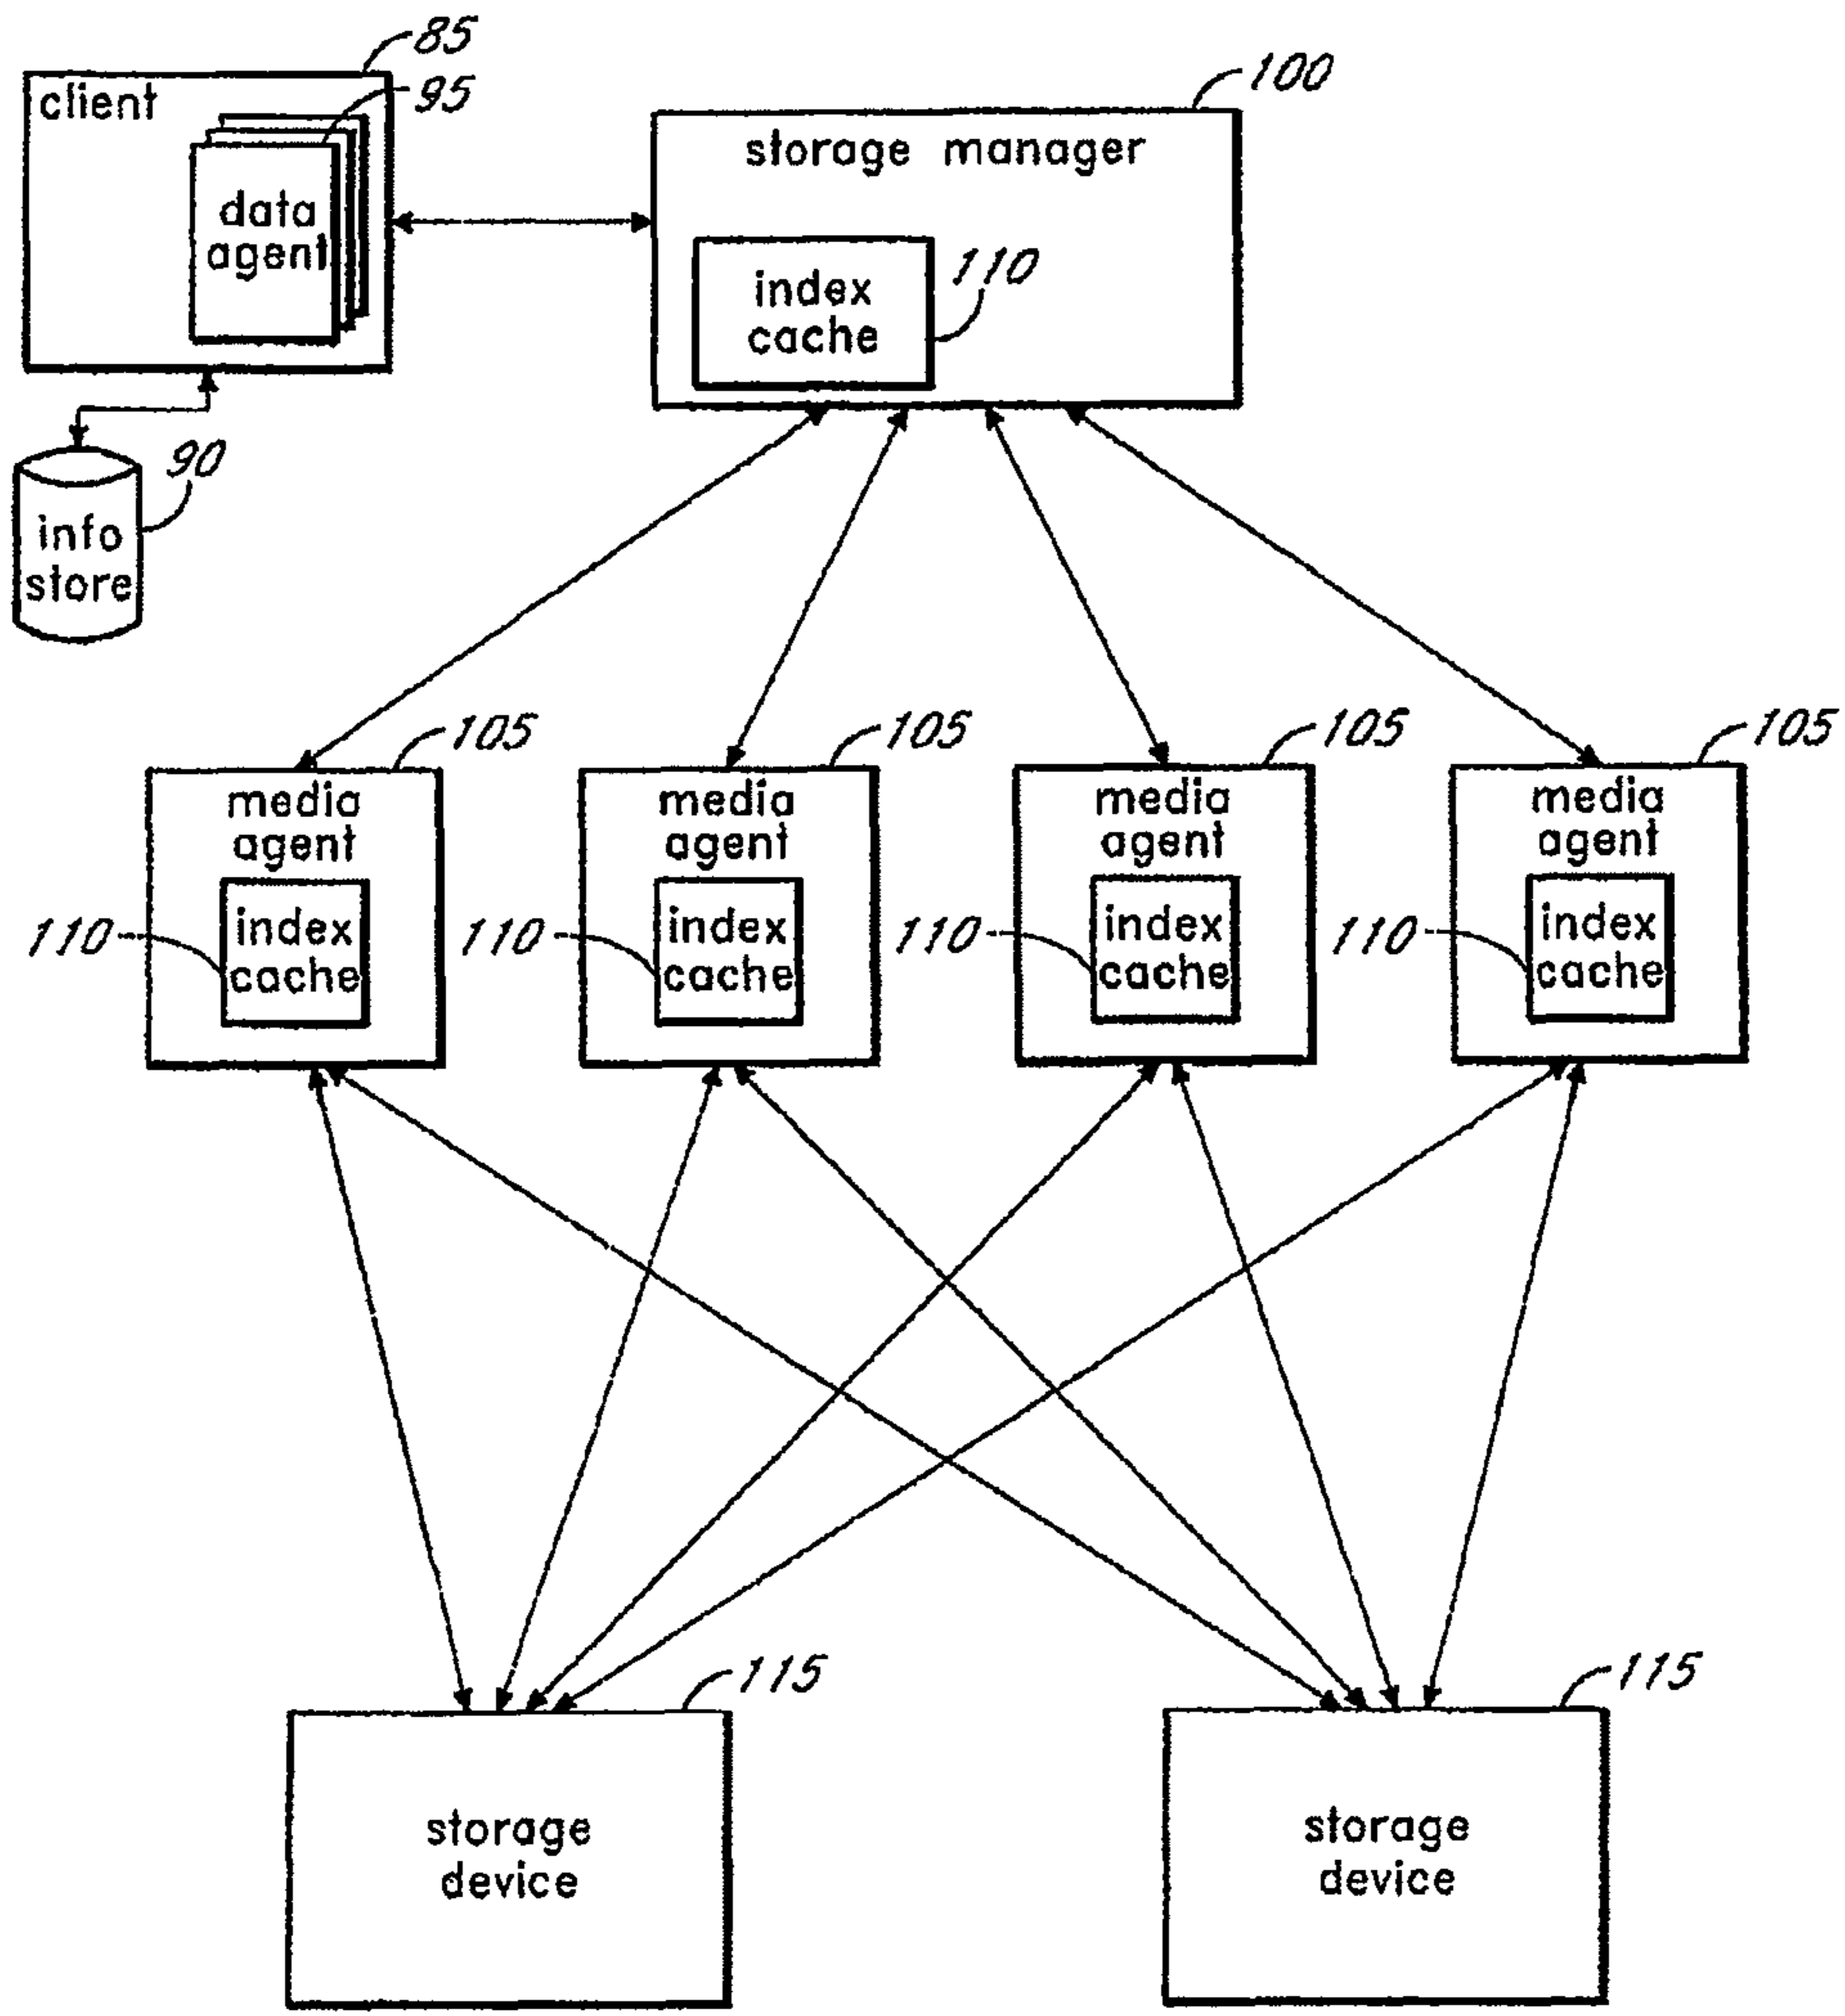 85
client
95
data
agent
100
storage manager
index
cache
110
90
info
store
105
media
agent
index
cache
110
105
media
agent
index
cache
110
105
media
agent
index
cache
110
105
media
agent
index
cache
110
115
storage
device
115
storage
device